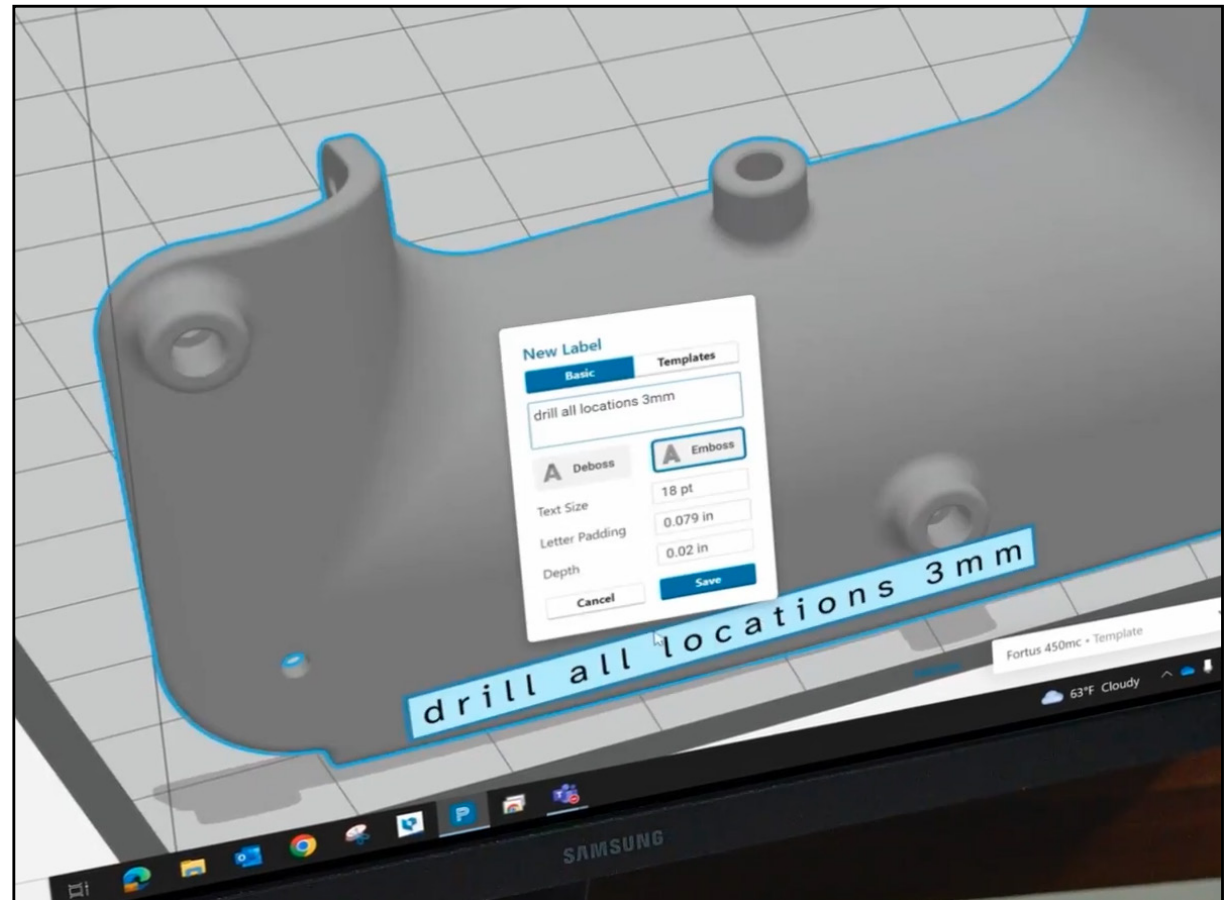 New Label
Basic
Templates
drill all locations 3mm
A Deboss
A Emboss
Text Size
18 pt
Letter Padding
0.079 in
Depth
0.02 in
Cancel
Save
drill all locations 3mm
Fortus 450mc • Template
63°F Cloudy
SAMSUNG